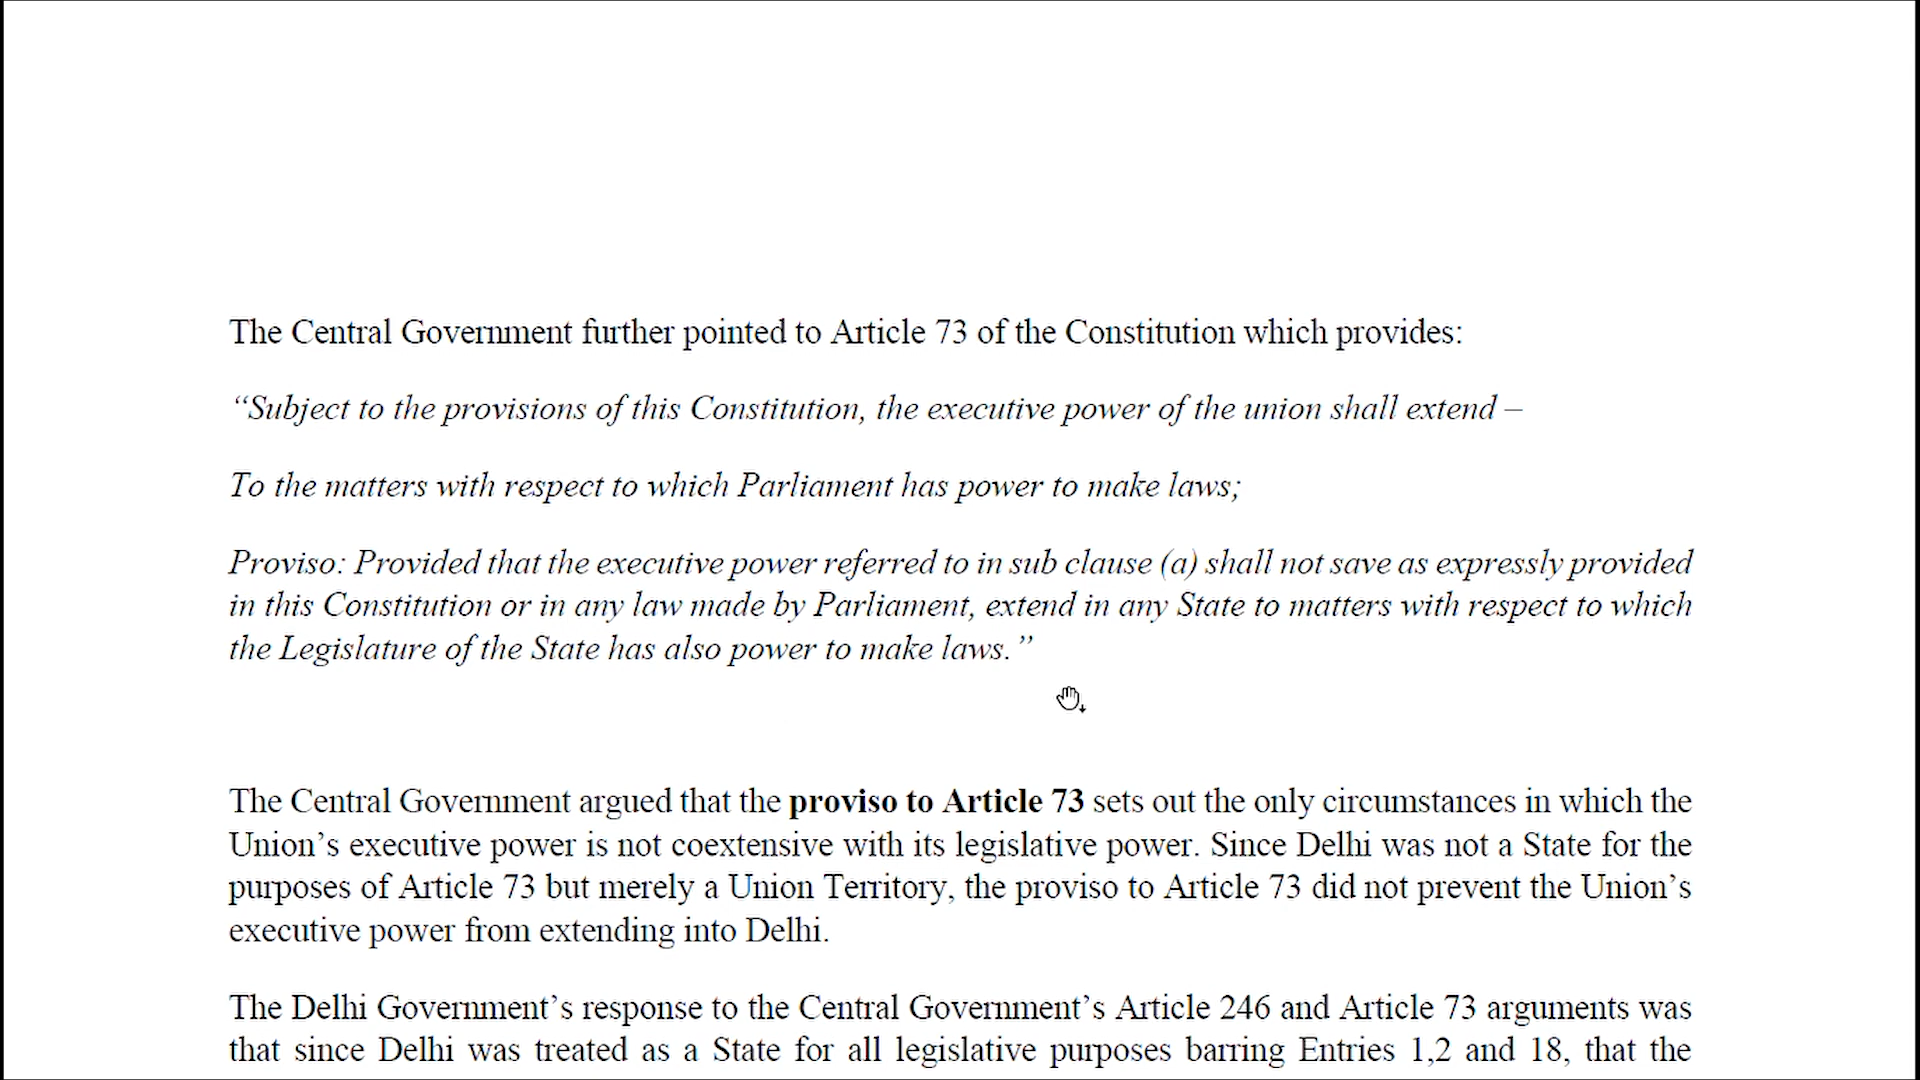 The Central Government further pointed to Article 73 of the Constitution which provides:
“Subject to the provisions of this Constitution, the executive power of the union shall extend –
To the matters with respect to which Parliament has power to make laws;
Proviso: Provided that the executive power referred to in sub clause (a) shall not save as expressly provided
in this Constitution or in any law made by Parliament, extend in any State to matters with respect to which
the Legislature of the State has also power to make laws.”
The Central Government argued that the proviso to Article 73 sets out the only circumstances in which the
Union’s executive power is not coextensive with its legislative power. Since Delhi was not a State for the
purposes of Article 73 but merely a Union Territory, the proviso to Article 73 did not prevent the Union’s
executive power from extending into Delhi.
The Delhi Government’s response to the Central Government’s Article 246 and Article 73 arguments was
that since Delhi was treated as a State for all legislative purposes barring Entries 1,2 and 18, that the